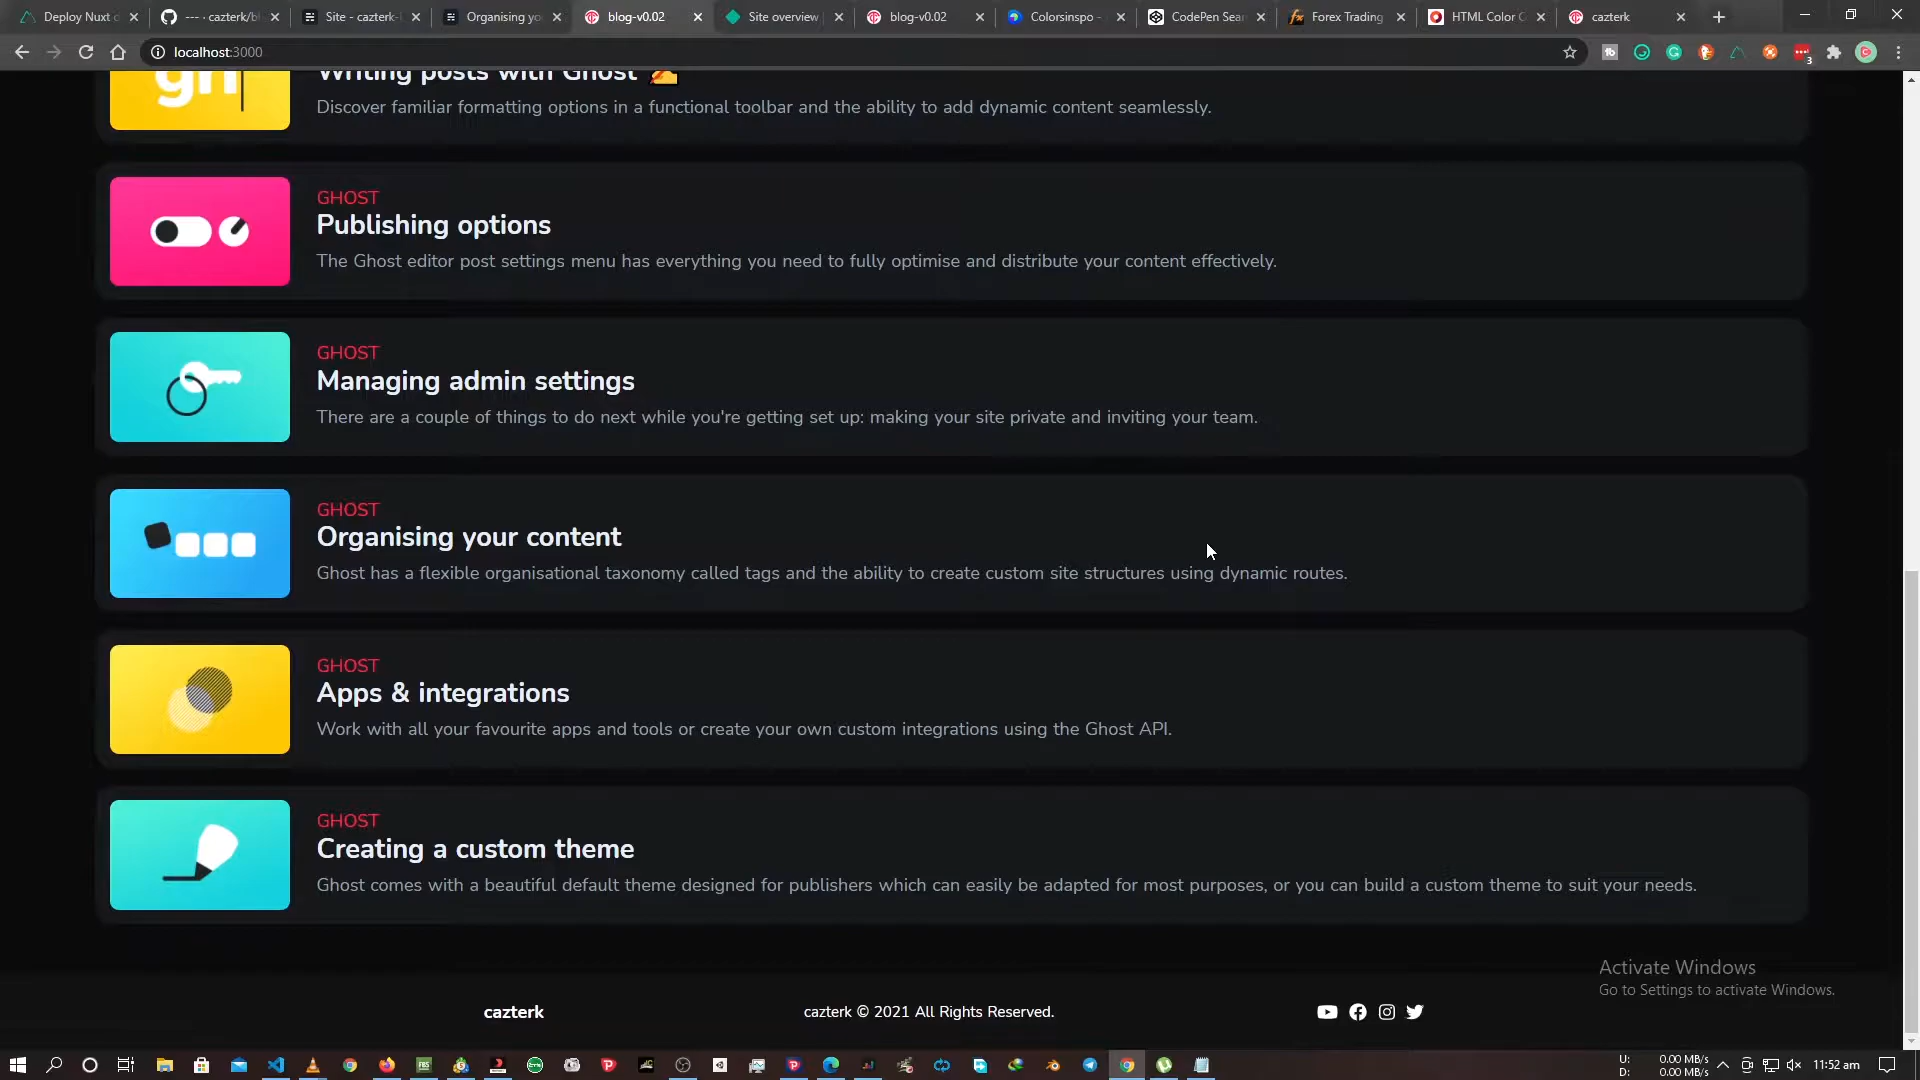 Deploy Nuxt
--- · cazterk/bl
Site - cazterk-
Organising yo
blog-v0.02
Site overview
blog-v0.02
Colorsinspo -
CodePen Sear
Forex Trading
HTML Color C
cazterk
localhost:3000
3
gh
Writing posts with Ghost ✍️
Discover familiar formatting options in a functional toolbar and the ability to add dynamic content seamlessly.
GHOST
Publishing options
The Ghost editor post settings menu has everything you need to fully optimise and distribute your content effectively.
GHOST
Managing admin settings
There are a couple of things to do next while you're getting set up: making your site private and inviting your team.
GHOST
Organising your content
Ghost has a flexible organisational taxonomy called tags and the ability to create custom site structures using dynamic routes.
GHOST
Apps & integrations
Work with all your favourite apps and tools or create your own custom integrations using the Ghost API.
GHOST
Creating a custom theme
Ghost comes with a beautiful default theme designed for publishers which can easily be adapted for most purposes, or you can build a custom theme to suit your needs.
Activate Windows
Go to Settings to activate Windows.
cazterk
cazterk © 2021 All Rights Reserved.
U: 0.00 MB/s
D: 0.00 MB/s
11:52 am